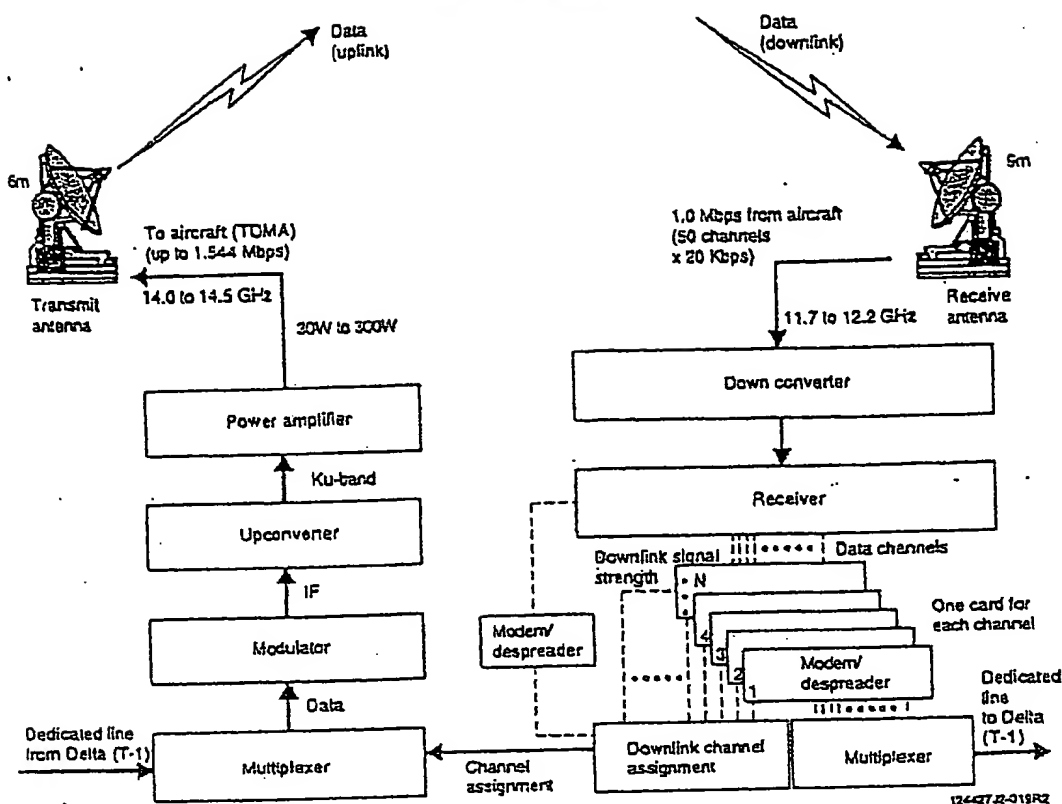 Data
(uplink)
Data
(downlink)
6m
To aircraft (TDMA)
(up to 1.544 Mbps)
14.0 to 14.5 GHz
Transmit
antenna
1.0 Mbps from aircraft
(50 channels
x 20 Kbps)
11.7 to 12.2 GHz
Receive
antenna
to 300W
Power amplifier
Ku-band
Upconverter
IF
Modulator
Data
Dedicated line
from Delta (T-1)
Multiplexer
Down converter
Receiver
Downlink signal
strength
Data channels
N
4
3
2
1
One card for
each channel
Modem/
despreader
Modem/
despreader
Dedicated
line
to Delta
(T-1)
Channel
assignment
Downlink channel
assignment
Multiplexer